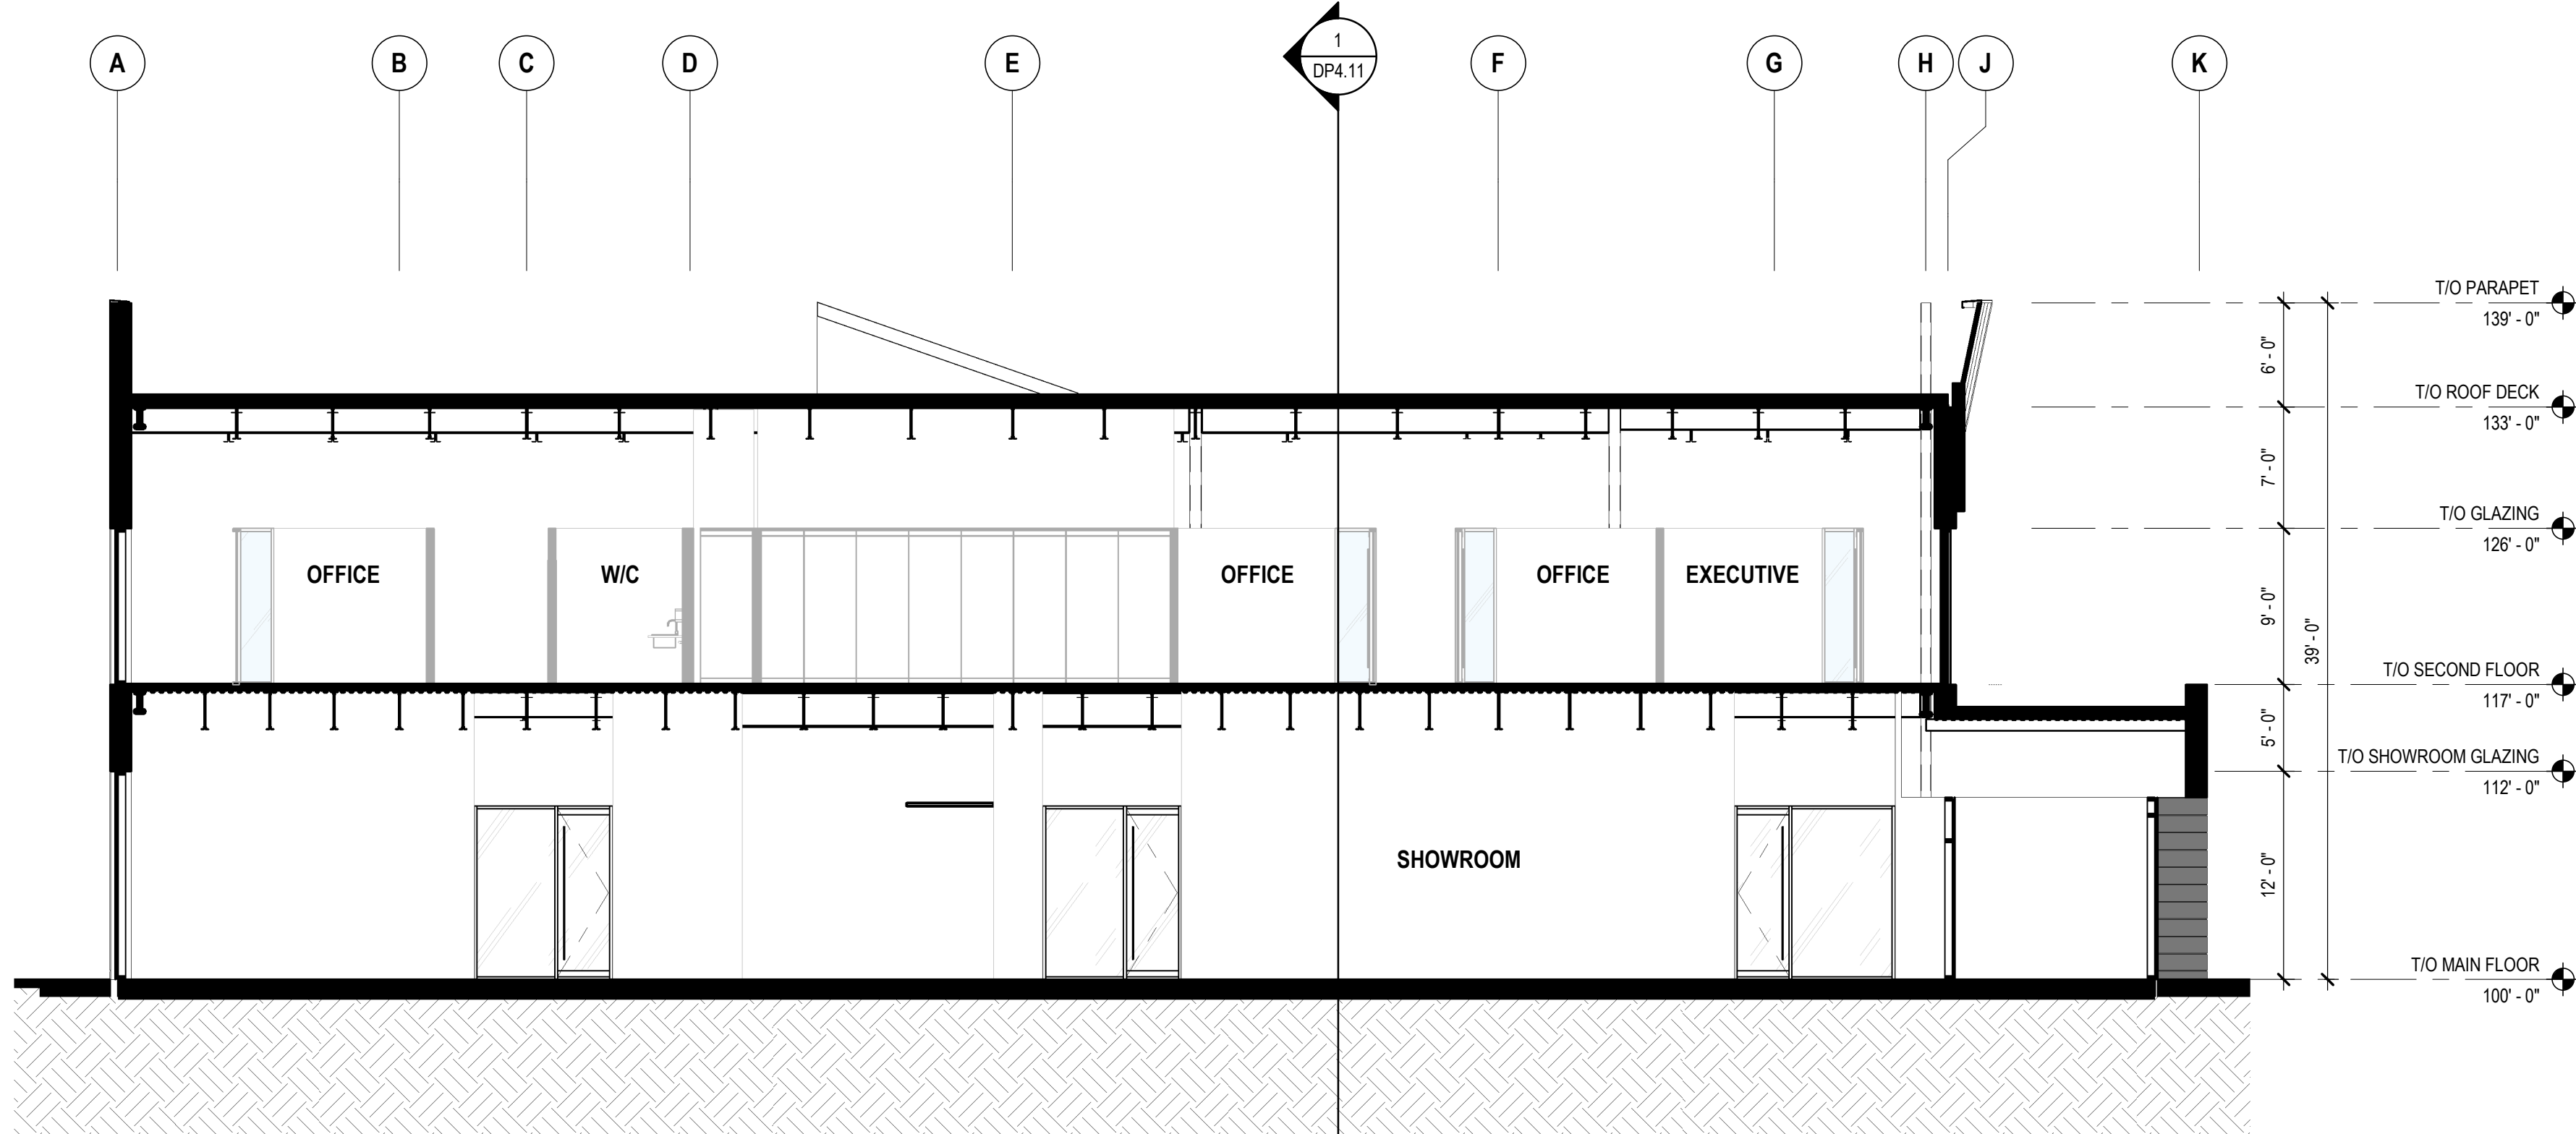 A
B
C
D
E
1
DP4.11
F
G
H
J
K
T/O PARAPET
139' - 0"
6' - 0"
T/O ROOF DECK
133' - 0"
7' - 0"
T/O GLAZING
126' - 0"
OFFICE
W/C
OFFICE
OFFICE
EXECUTIVE
9' - 0"
39' - 0"
T/O SECOND FLOOR
117' - 0"
5' - 0"
T/O SHOWROOM GLAZING
112' - 0"
SHOWROOM
12' - 0"
T/O MAIN FLOOR
100' - 0"